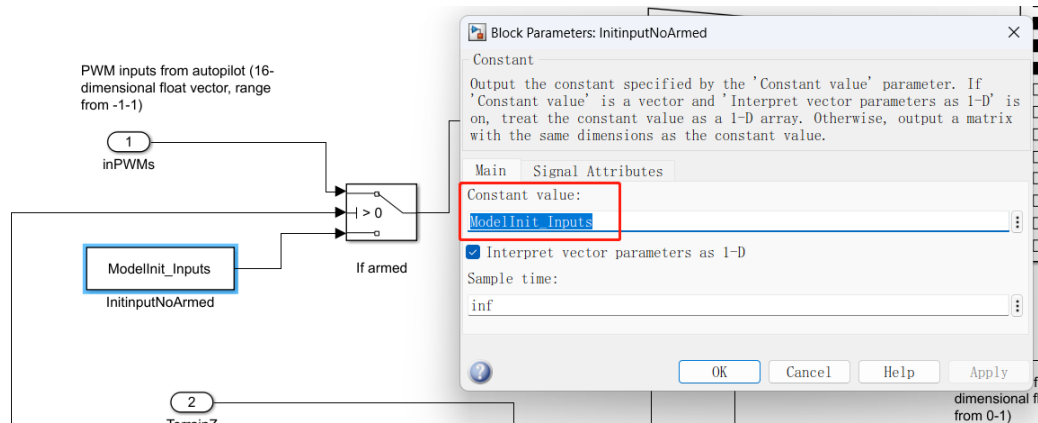 PWM inputs from autopilot (16-
dimensional float vector, range
from -1-1)
1
inPWMs
> 0
If armed
ModelInit_Inputs
InitinputNoArmed
2
Block Parameters: InitinputNoArmed
Constant
Output the constant specified by the 'Constant value' parameter. If
'Constant value' is a vector and 'Interpret vector parameters as 1-D' is
on, treat the constant value as a 1-D array. Otherwise, output a matrix
with the same dimensions as the constant value.
Main Signal Attributes
Constant value:
ModelInit_Inputs
Interpret vector parameters as 1-D
Sample time:
inf
OK Cancel Help Apply
dimensional
from 0-1)